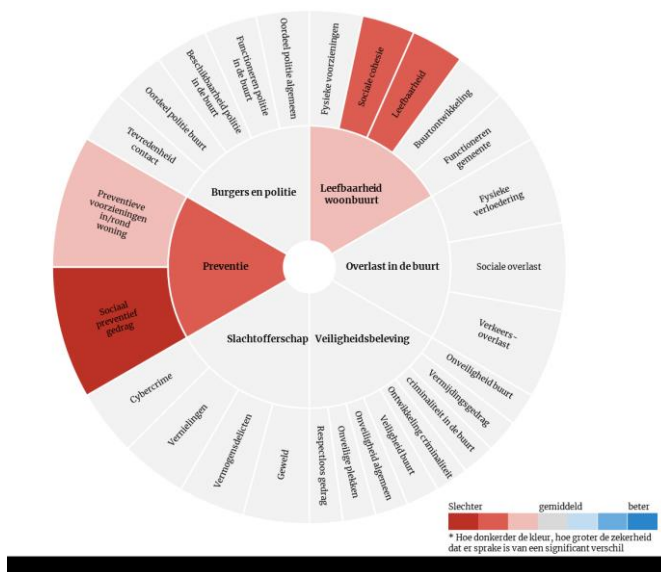 Oordeel politie algemeen
Functioneren politie
in de buurt
Beschikbaarheid politie
in de buurt
Oordeel politie buurt
Tevredenheid
contact
Fysieke voorzieningen
Sociale cohesie
Leefbaarheid
Buurtontwikkeling
Functioneren
gemeente
Burgers en politie
Leefbaarheid
woonbuurt
Preventieve
voorzieningen
in/rond
woning
Fysieke
verloedering
Preventie
Overlast in de buurt
Sociale overlast
Sociaal
preventief
gedrag
Slachtofferschap
Veiligheidsbeleving
Verkeers-
overlast
Cybercrime
Vernielingen
Vermogensdelicten
Geweld
Respectloos gedrag
Onveilige plekken
Onveiligheid algemeen
Veiligheid buurt
Ontwikkeling criminaliteit
criminaliteit in de buurt
Vermijdingsgedrag
Onveiligheid buurt
Slechter
gemiddeld
beter
* Hoe donkerder de kleur, hoe groter de zekerheid
dat er sprake is van een significant verschil